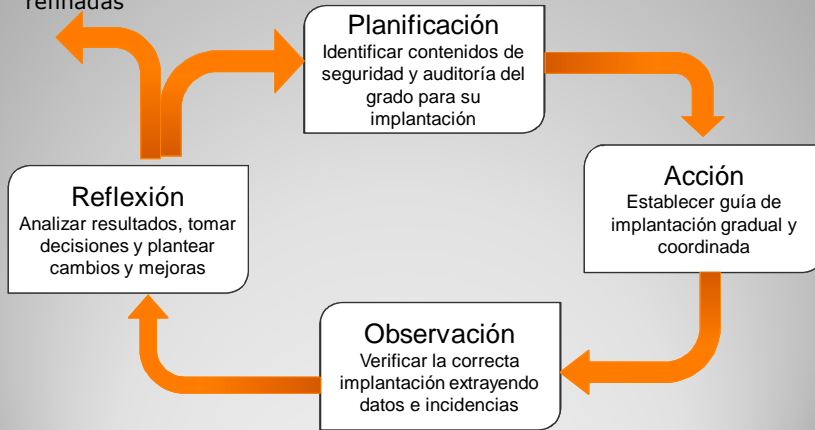 refinadas
Planificación
Identificar contenidos de
seguridad y auditoría del
grado para su
implantación
Acción
Establecer guía de
implantación gradual y
coordinada
Observación
Verificar la correcta
implantación extrayendo
datos e incidencias
Reflexión
Analizar resultados, tomar
decisiones y plantear
cambios y mejoras